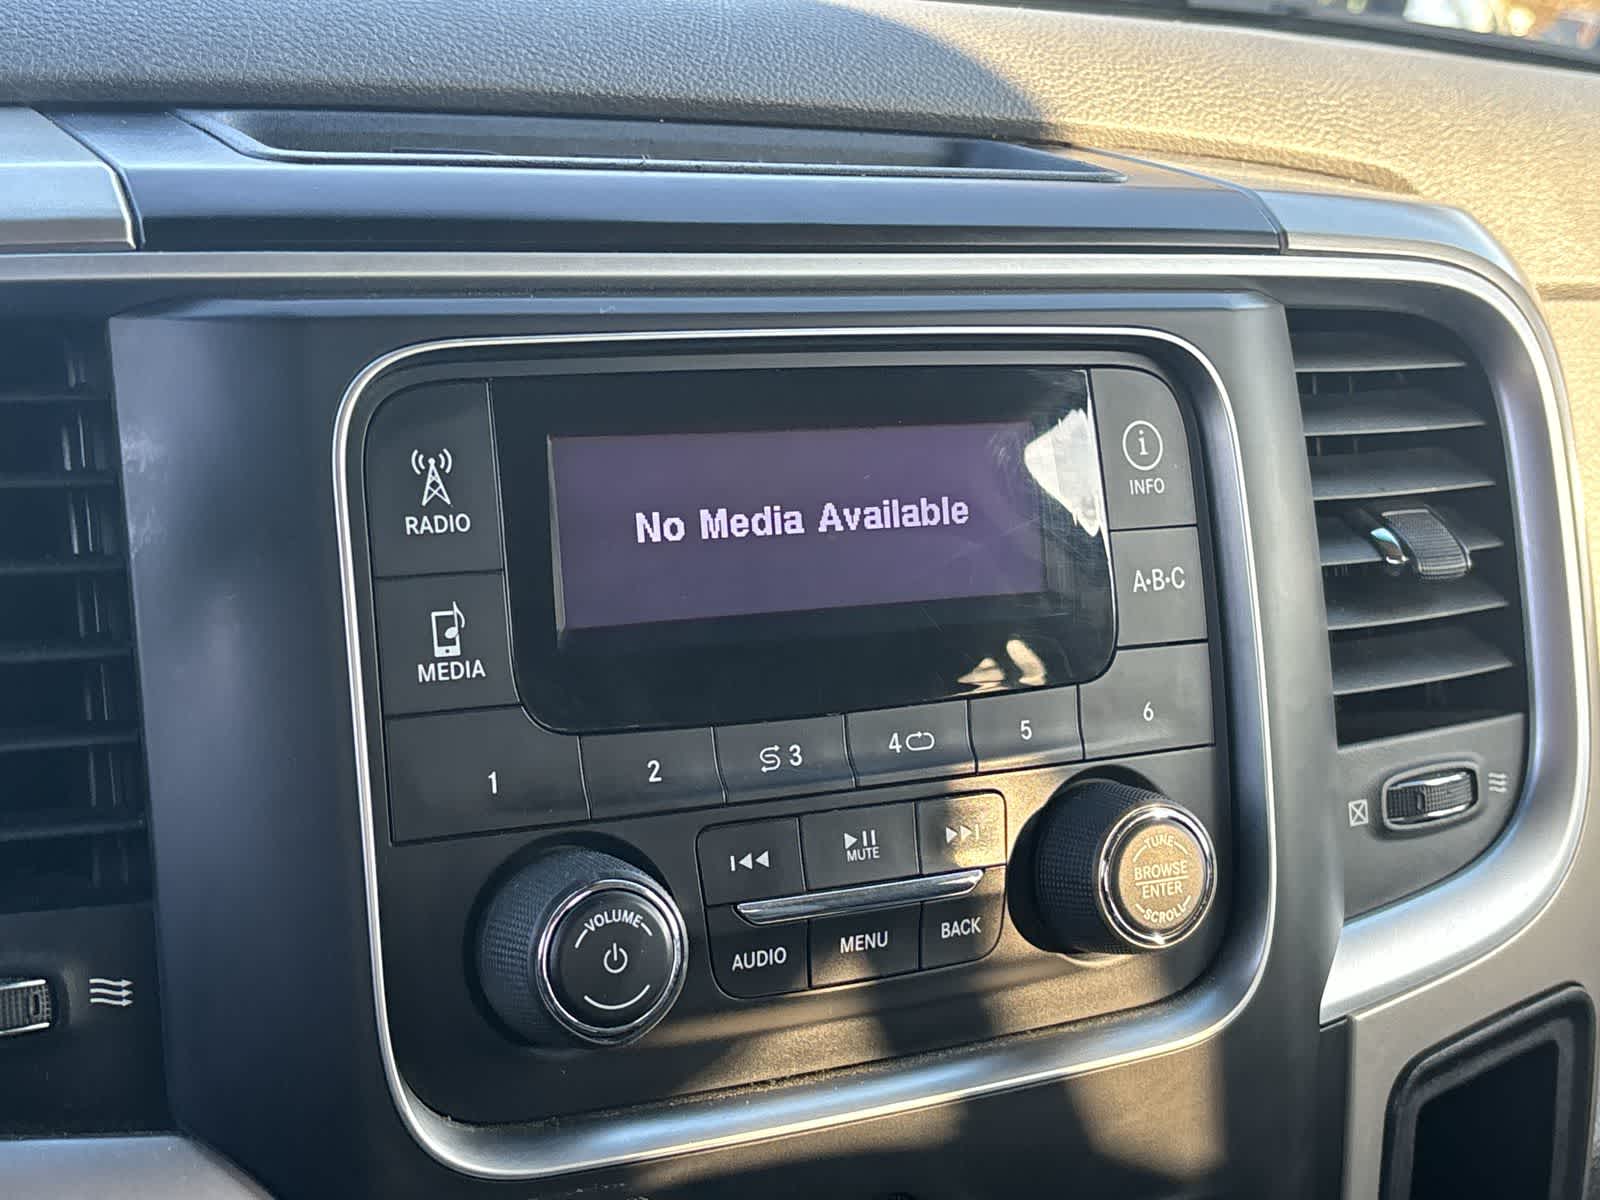 RADIO
No Media Available
INFO
A·B·C
MEDIA
1
2
3
4
5
6
MUTE
VOLUME
TUNE
BROWSE
ENTER
SCROLL
AUDIO
MENU
BACK